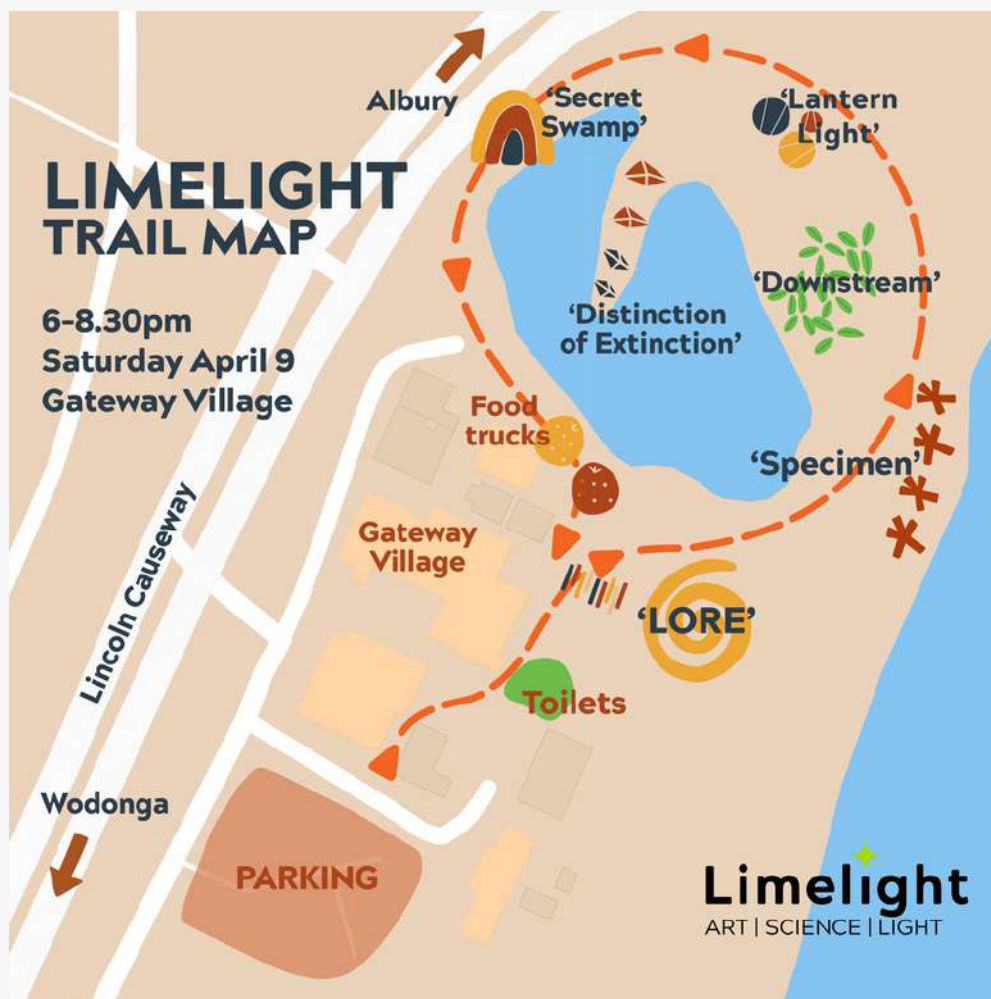 LIMELIGHT
TRAIL MAP
6-8.30pm
Saturday April 9
Gateway Village
Albury
‘Secret
Swamp’
‘Lantern
Light’
‘Downstream’
‘Distinction
of Extinction’
Food
trucks
‘Specimen’
Gateway
Village
‘LORE’
Toilets
Lincoln Causeway
Wodonga
PARKING
Limelight
ART | SCIENCE | LIGHT